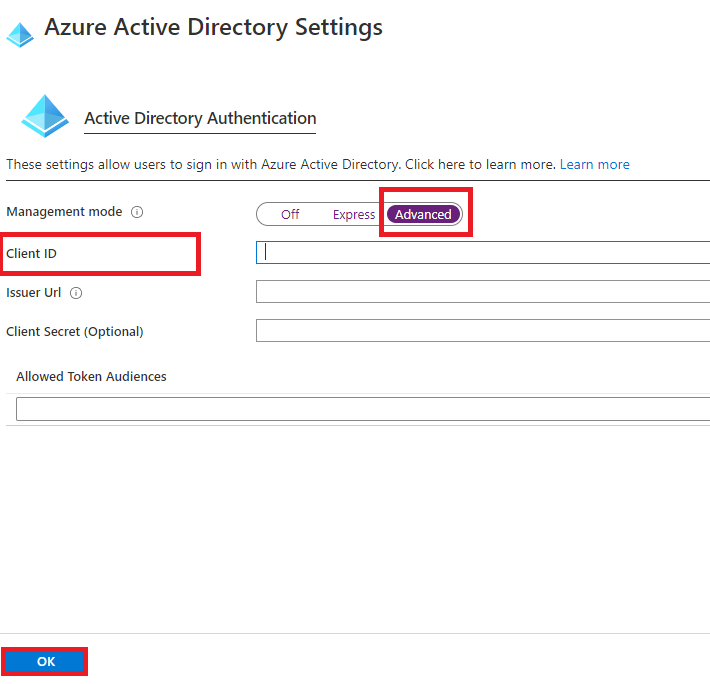 Azure Active Directory Settings
Active Directory Authentication
These settings allow users to sign in with Azure Active Directory. Click here to learn more. Learn more
Management mode
Off Express Advanced
Client ID
Issuer Url
Client Secret (Optional)
Allowed Token Audiences
OK